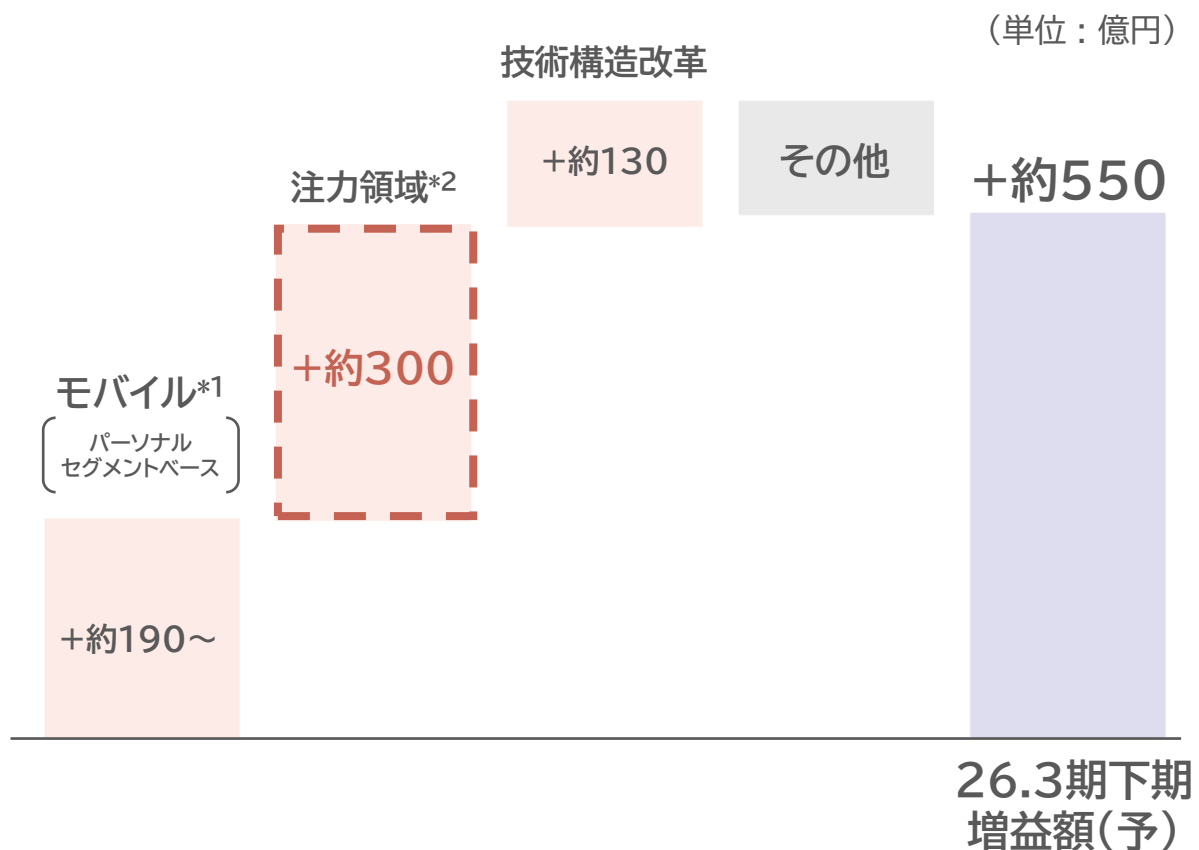 (単位：億円)
技術構造改革
+約130
その他
+約550
注力領域*2
+約300
モバイル*1
パーソナル
セグメントベース
+約190～
26.3期下期
増益額(予)